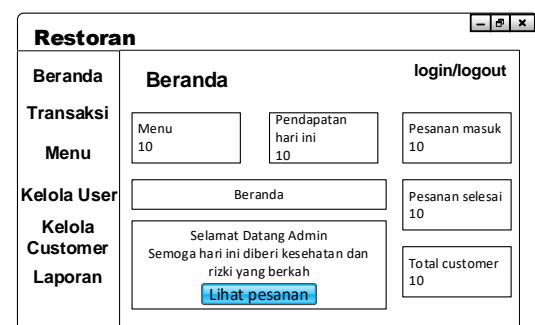 Restoran
Beranda
Transaksi
Menu
Kelola User
Kelola
Customer
Laporan
Beranda
login/logout
Menu
10
Pendapatan
hari ini
10
Pesanan masuk
10
Beranda
Pesanan selesai
10
Selamat Datang Admin
Semoga hari ini diberi kesehatan dan
rizki yang berkah
Lihat pesanan
Total customer
10